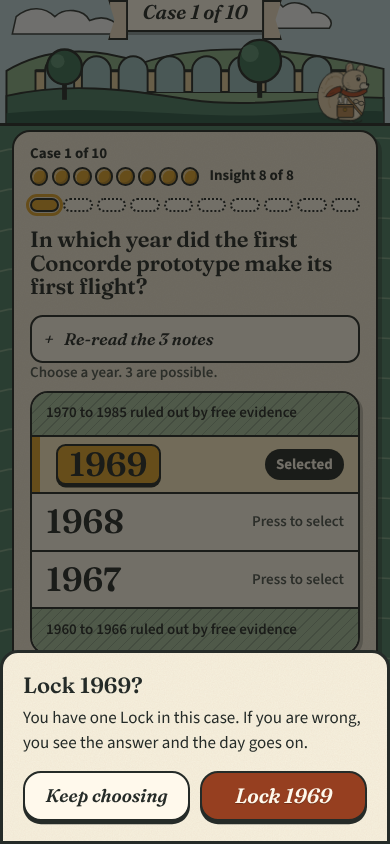 Case 1 of 10
Case 1 of 10
Insight 8 of 8
In which year did the first
Concorde prototype make its
first flight?
+ Re-read the 3 notes
Choose a year. 3 are possible.
1970 to 1985 ruled out by free evidence
1969 Selected
1968 Press to select
1967 Press to select
1960 to 1966 ruled out by free evidence
Lock 1969?
You have one Lock in this case. If you are wrong,
you see the answer and the day goes on.
Keep choosing Lock 1969